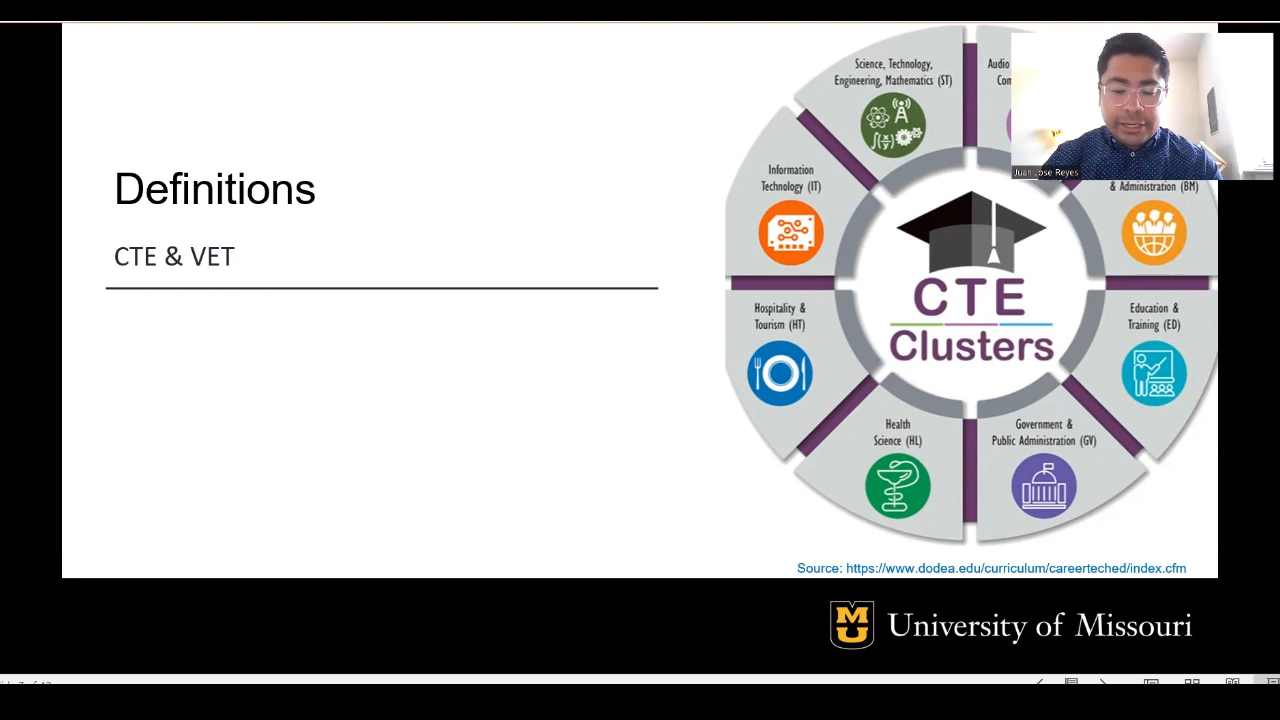 Definitions
CTE & VET
Science, Technology,
Engineering, Mathematics (ST)
Audio
Information
Technology (IT)
Juan Jose Reyes
& Administration (BM)
CTE
Clusters
Hospitality &
Tourism (HT)
Education &
Training (ED)
Health
Science (HL)
Government &
Public Administration (GV)
Source: https://www.dodea.edu/curriculum/careerteched/index.cfm
MU
University of Missouri